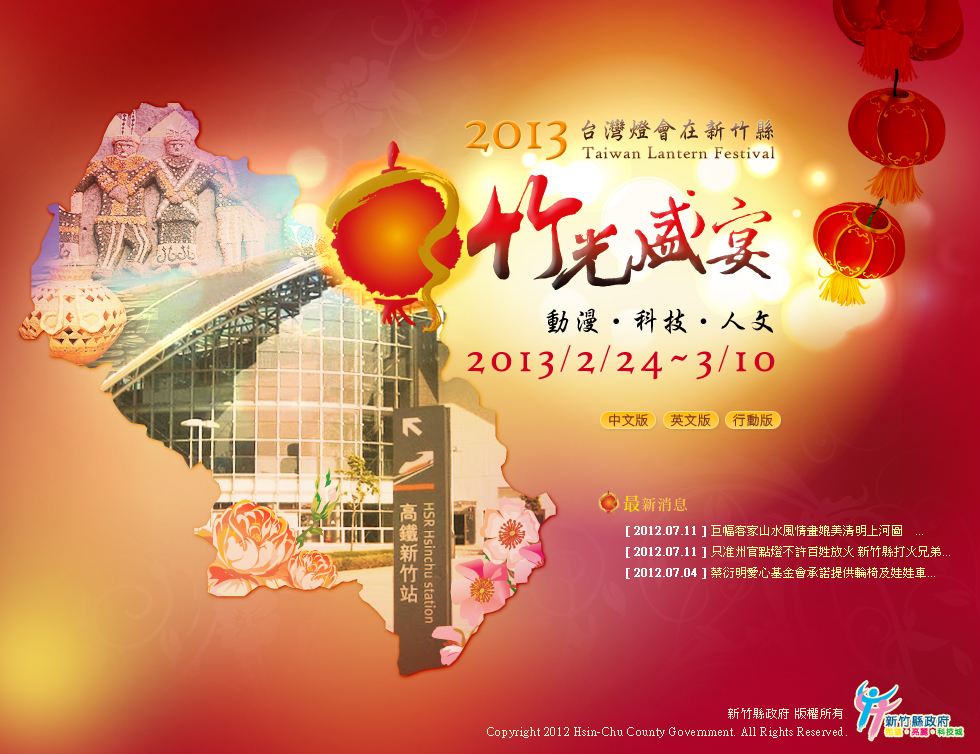 2013 台灣燈會在新竹縣
Taiwan Lantern Festival
竹光盛宴
動漫・科技・人文
2013/2/24~3/10
中文版 英文版 行動版
高鐵新竹站
HSR Hsinchu station
最新消息
[ 2012.07.11 ] 巨幅客家山水風情畫媲美清明上河圖 ...
[ 2012.07.11 ] 只准州官點燈不許百姓放火 新竹縣打火兄弟...
[ 2012.07.04 ] 蔡衍明愛心基金會承諾提供輪椅及娃娃車...
新竹縣政府 版權所有
Copyright 2012 Hsin-Chu County Government. All Rights Reserved.
新竹縣政府
科技城